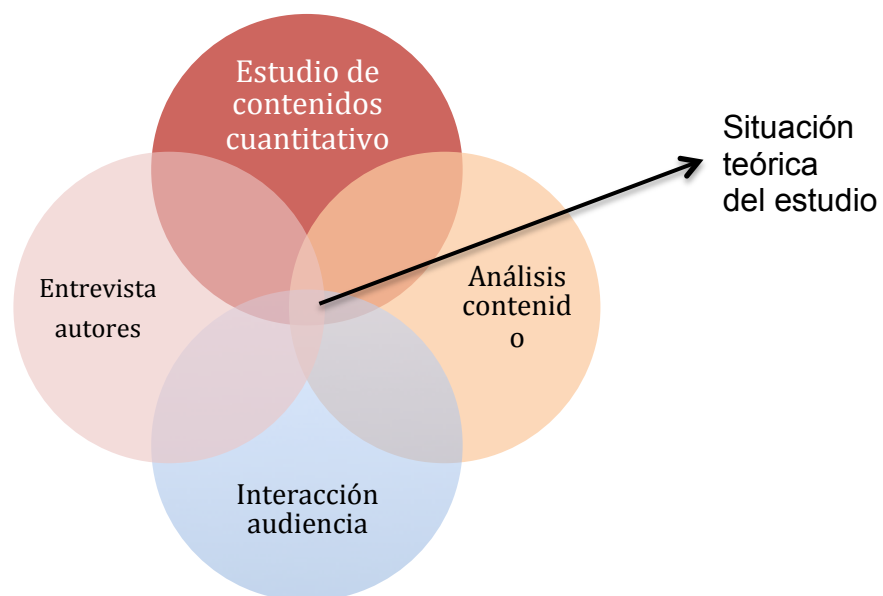 Estudio de
contenidos
cuantitativo
Situación
teórica
del estudio
Entrevista
autores
Análisis
contenid
o
Interacción
audiencia